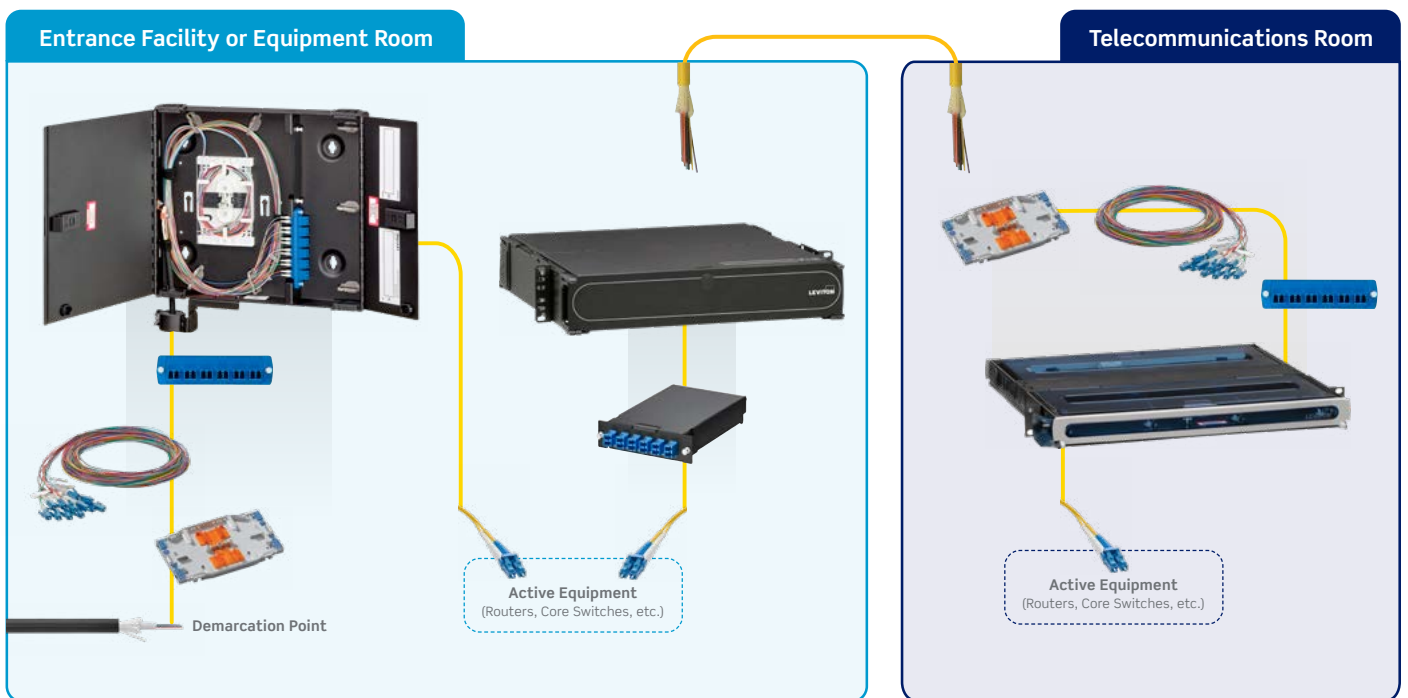 Entrance Facility or Equipment Room
Telecommunications Room
LEVITON
Demarcation Point
Active Equipment
(Routers, Core Switches, etc.)
Active Equipment
(Routers, Core Switches, etc.)